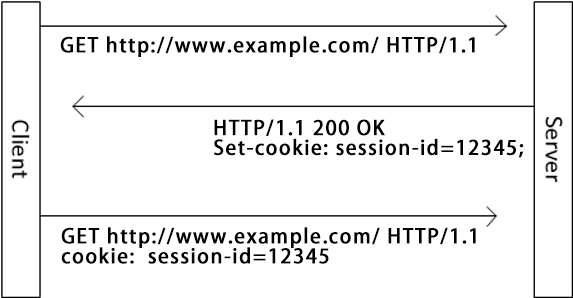 GET http://www.example.com/ HTTP/1.1
HTTP/1.1 200 OK
Set-cookie: session-id=12345;
Client
Server
GET http://www.example.com/ HTTP/1.1
cookie:  session-id=12345